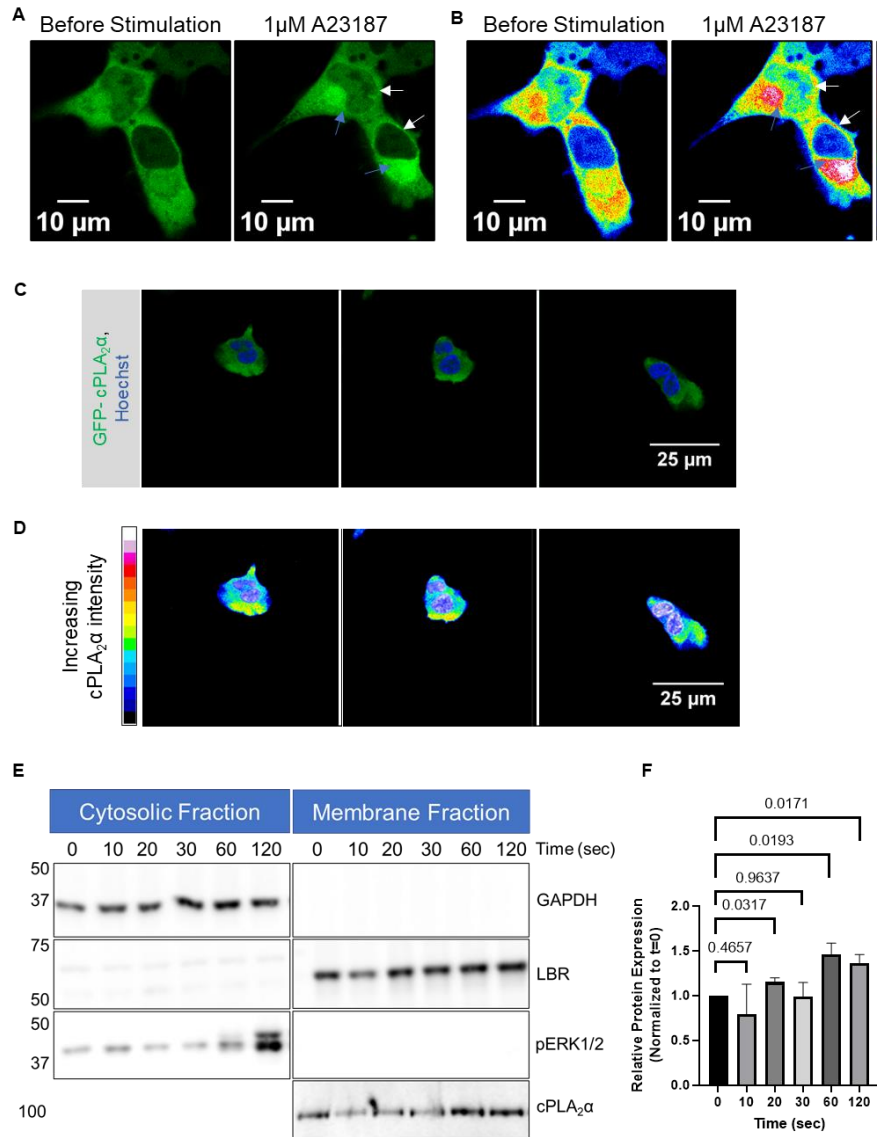 A
Before Stimulation
1µM A23187
10 µm
10 µm
B
Before Stimulation
1µM A23187
10 µm
10 µm
C
GFP- cPLA₂α,
Hoechst
25 µm
D
Increasing
cPLA₂α intensity
25 µm
E
Cytosolic Fraction
Membrane Fraction
0 10 20 30 60 120
0 10 20 30 60 120
Time (sec)
50
37
GAPDH
75
50
LBR
50
37
pERK1/2
100
cPLA₂α
F
0.0171
0.0193
0.9637
0.0317
0.4657
Relative Protein Expression
(Normalized to t=0)
2.0
1.5
1.0
0.5
0.0
0 10 20 30 60 120
Time (sec)